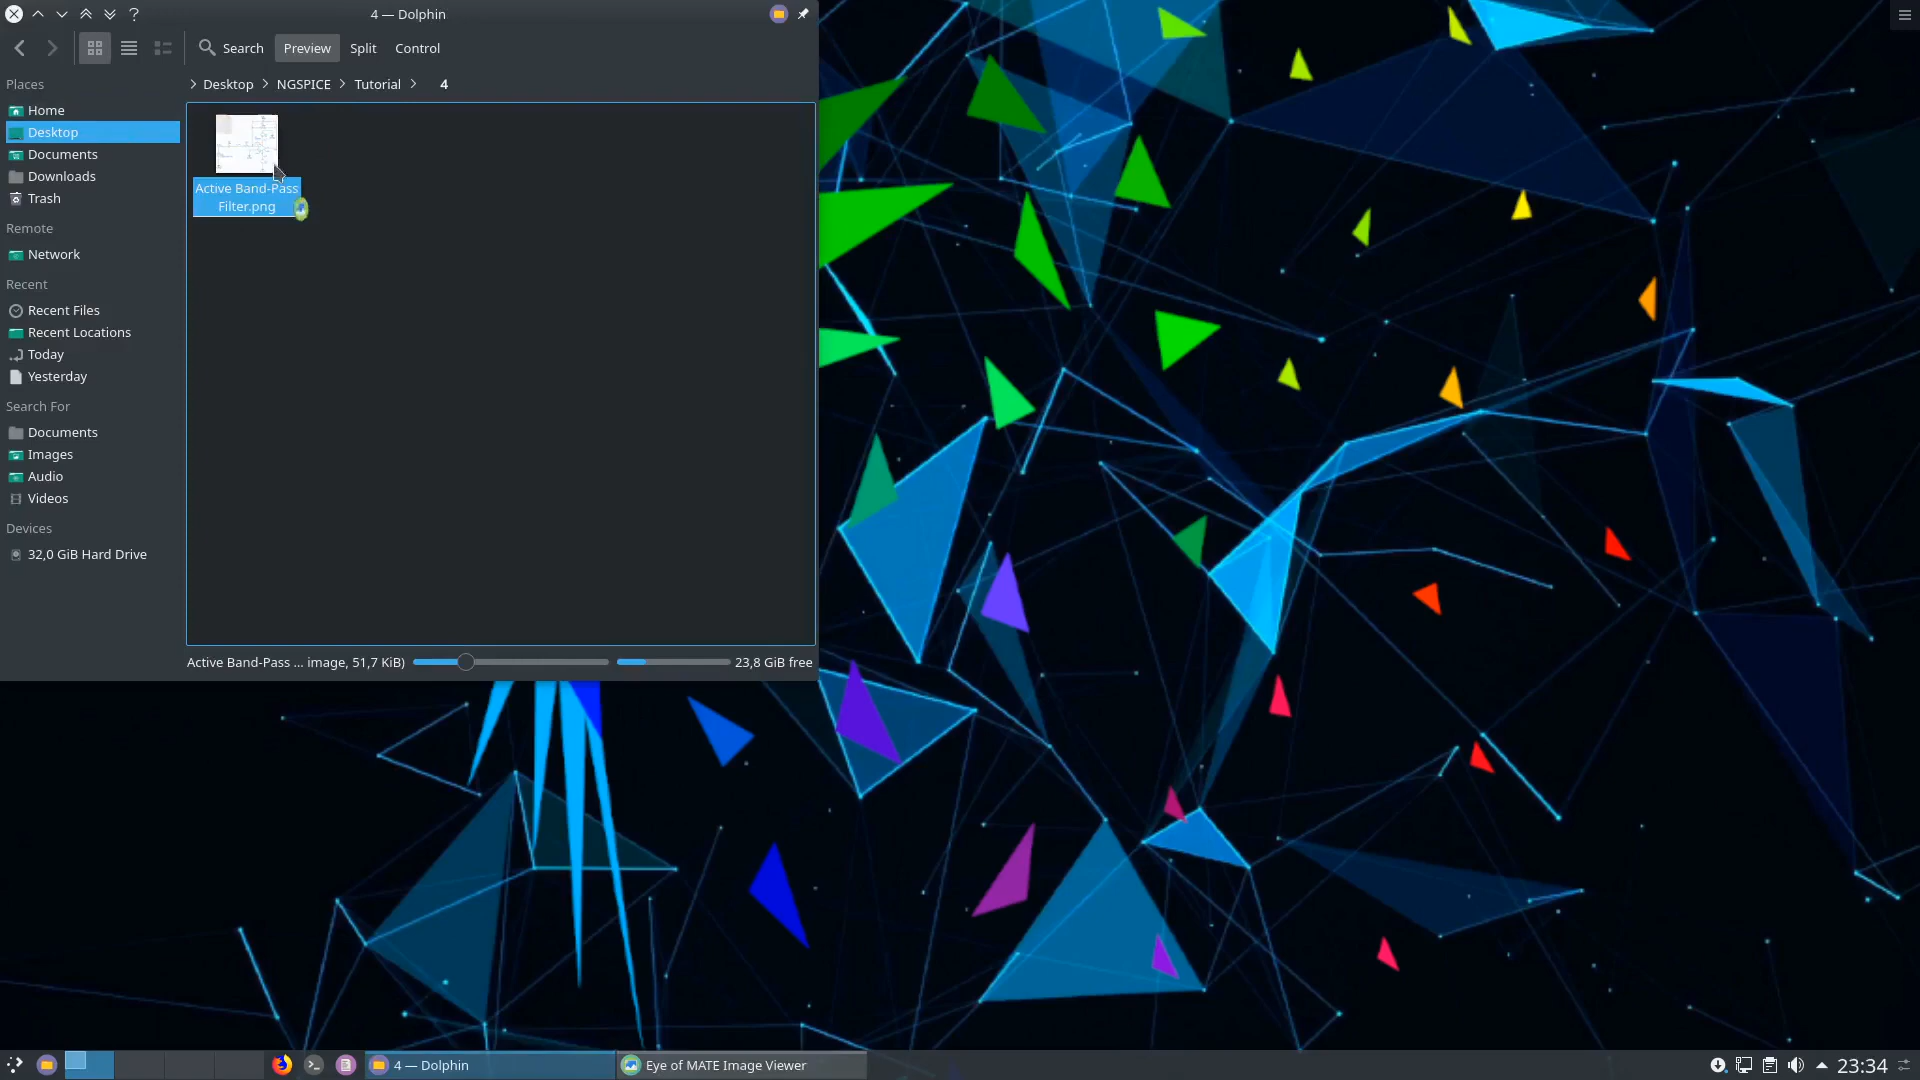 4 — Dolphin
Search
Preview
Split
Control
Places
Desktop
NGSPICE
Tutorial
4
Home
Desktop
Documents
Downloads
Trash
Active Band-Pass
Filter.png
Remote
Network
Recent
Recent Files
Recent Locations
Today
Yesterday
Search For
Documents
Images
Audio
Videos
Devices
32,0 GiB Hard Drive
Active Band-Pass ... image, 51,7 KiB)
23,8 GiB free
4 — Dolphin
Eye of MATE Image Viewer
23:34